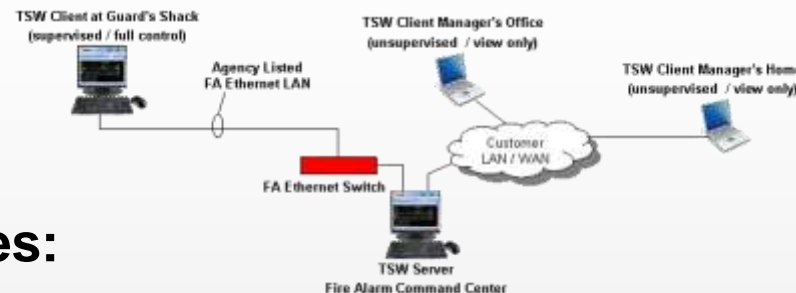 TSW Client at Guard's Shack
(supervised / full control)
Agency Listed
FA Ethernet LAN
TSW Client Manager's Office
(unsupervised / view only)
TSW Client Manager's Home
(unsupervised / view only)
Customer
LAN / WAN
FA Ethernet Switch
es:
TSW Server
Fire Alarm Command Center